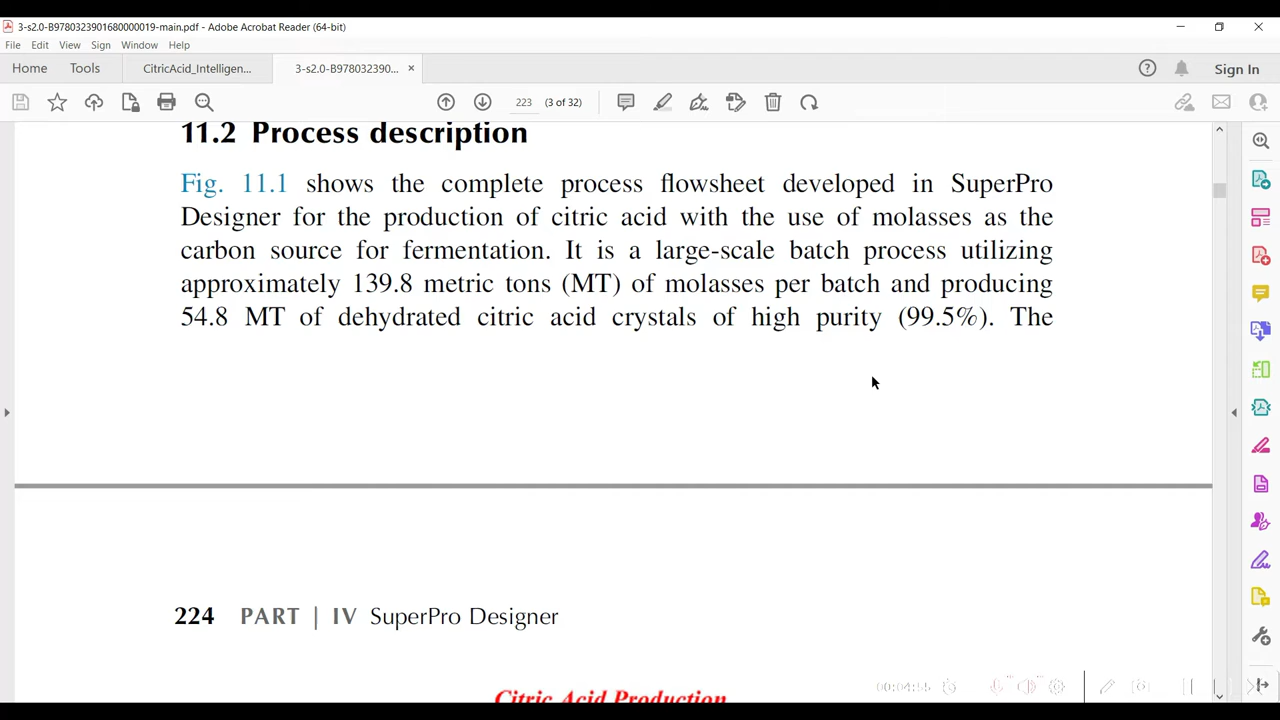 3-s2.0-B9780323901680000019-main.pdf - Adobe Acrobat Reader (64-bit)
File Edit View Sign Window Help
Home Tools CitricAcid_Intelligen... 3-s2.0-B978032390... × Sign In
223 (3 of 32)
11.2 Process description
Fig. 11.1 shows the complete process flowsheet developed in SuperPro
Designer for the production of citric acid with the use of molasses as the
carbon source for fermentation. It is a large-scale batch process utilizing
approximately 139.8 metric tons (MT) of molasses per batch and producing
54.8 MT of dehydrated citric acid crystals of high purity (99.5%). The
224 PART | IV SuperPro Designer
Citric Acid Production
00:04:55